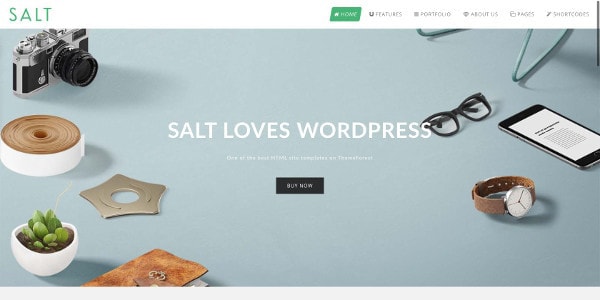 SALT
HOME FEATURES PORTFOLIO ABOUT US PAGES SHORTCODES
SALT LOVES WORDPRESS
One of the best HTML site templates on ThemeForest
BUY NOW